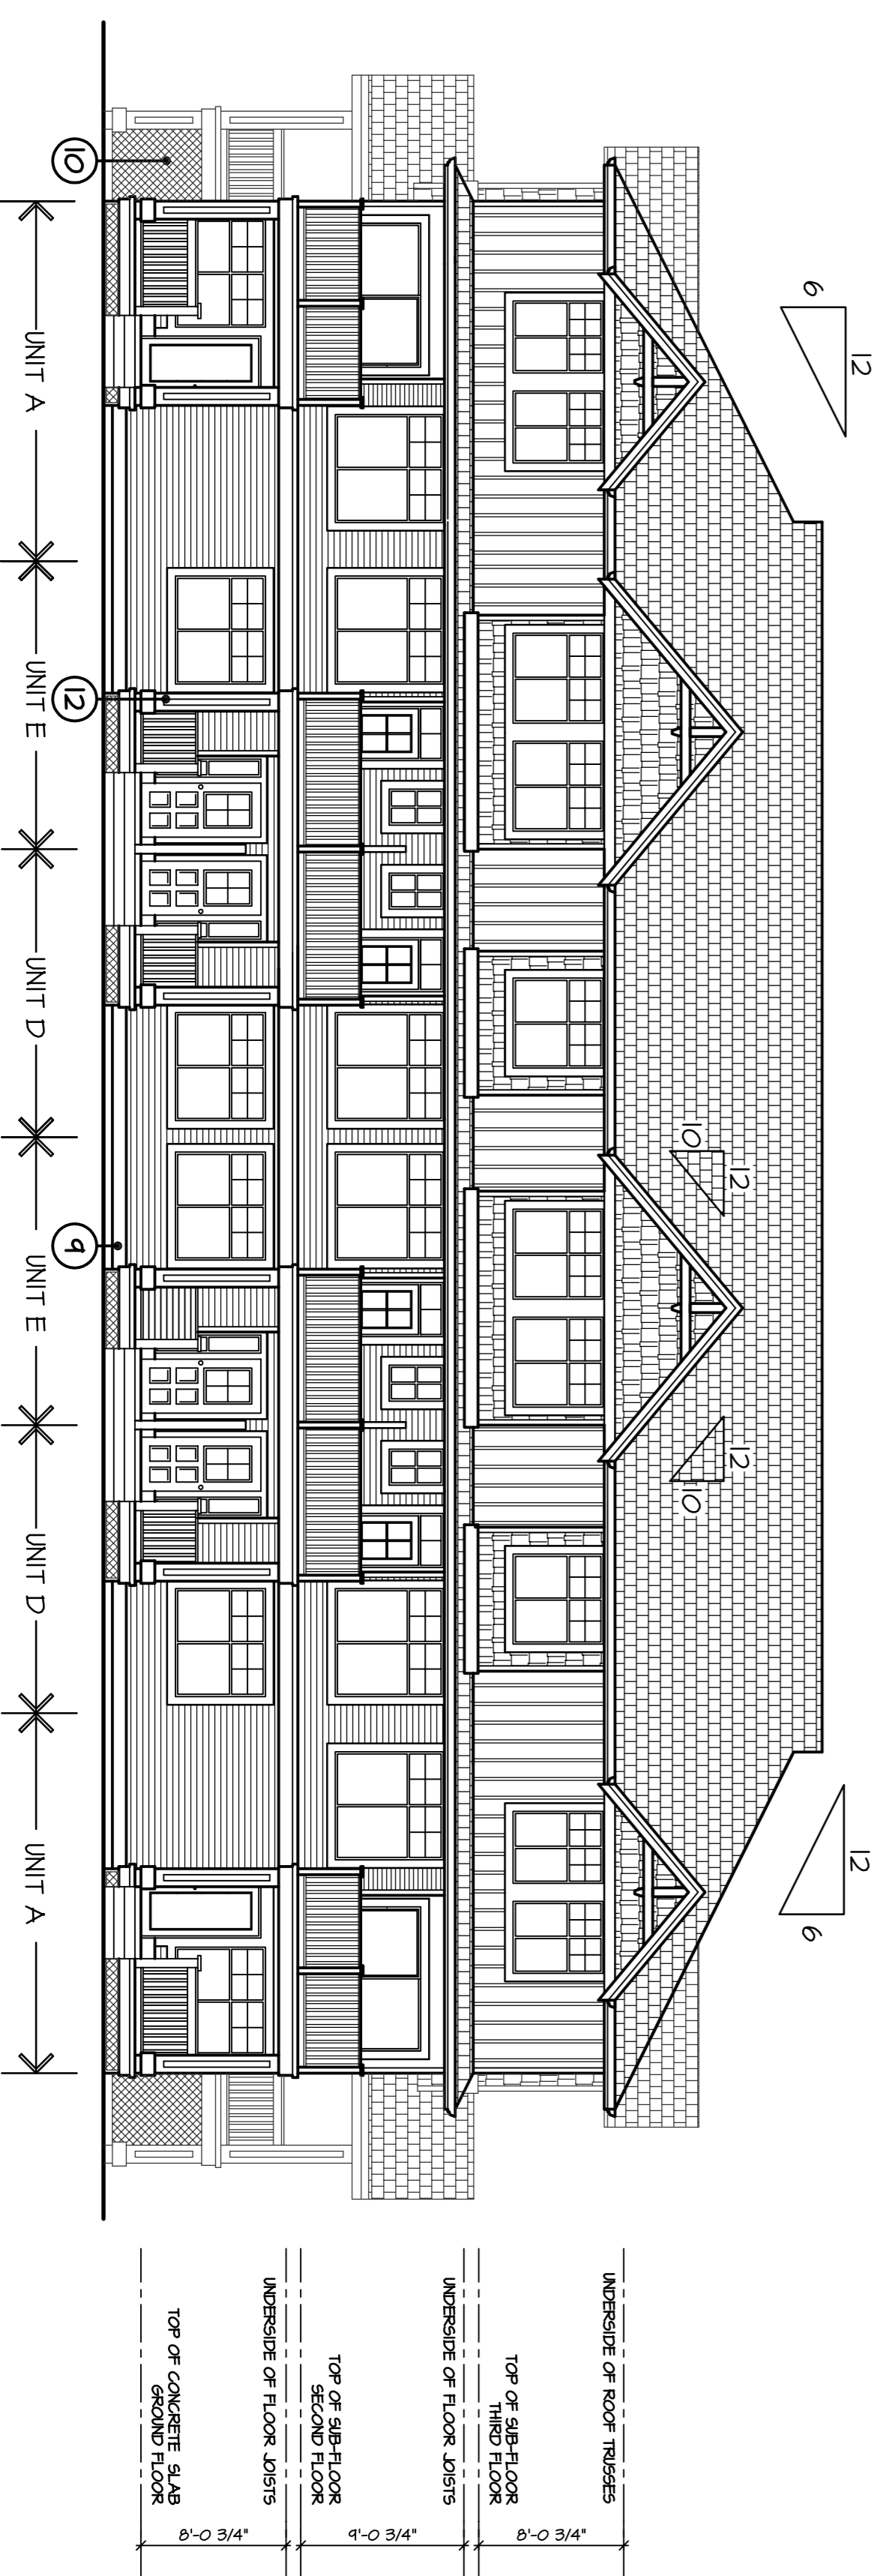 12
6
12
6
10
12
12
10
UNDERSIDE OF ROOF TRUSSES
8'-0 3/4"
TOP OF SUB-FLOOR
THIRD FLOOR
UNDERSIDE OF FLOOR JOISTS
9'-0 3/4"
TOP OF SUB-FLOOR
SECOND FLOOR
UNDERSIDE OF FLOOR JOISTS
8'-0 3/4"
TOP OF CONCRETE SLAB
GROUND FLOOR
10
12
9
UNIT A
UNIT E
UNIT D
UNIT E
UNIT D
UNIT A